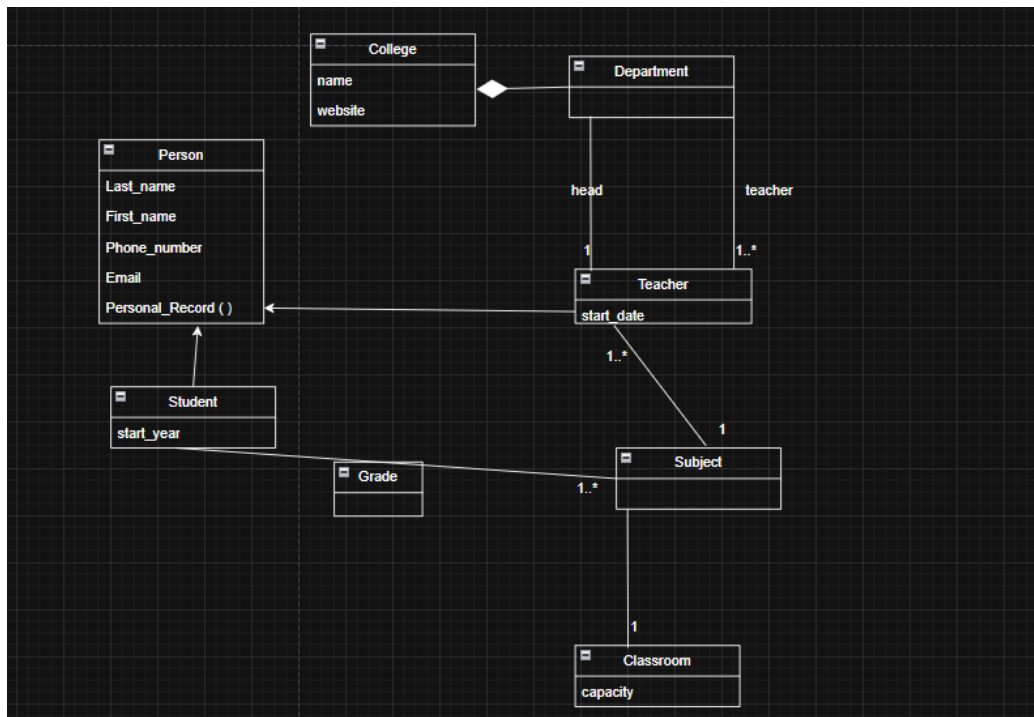 College
name
website
Department
Person
Last_name
First_name
Phone_number
Email
Personal_Record ( )
head
teacher
1
1..*
Teacher
start_date
1..*
1
Student
start_year
Grade
Subject
1..*
1
Classroom
capacity